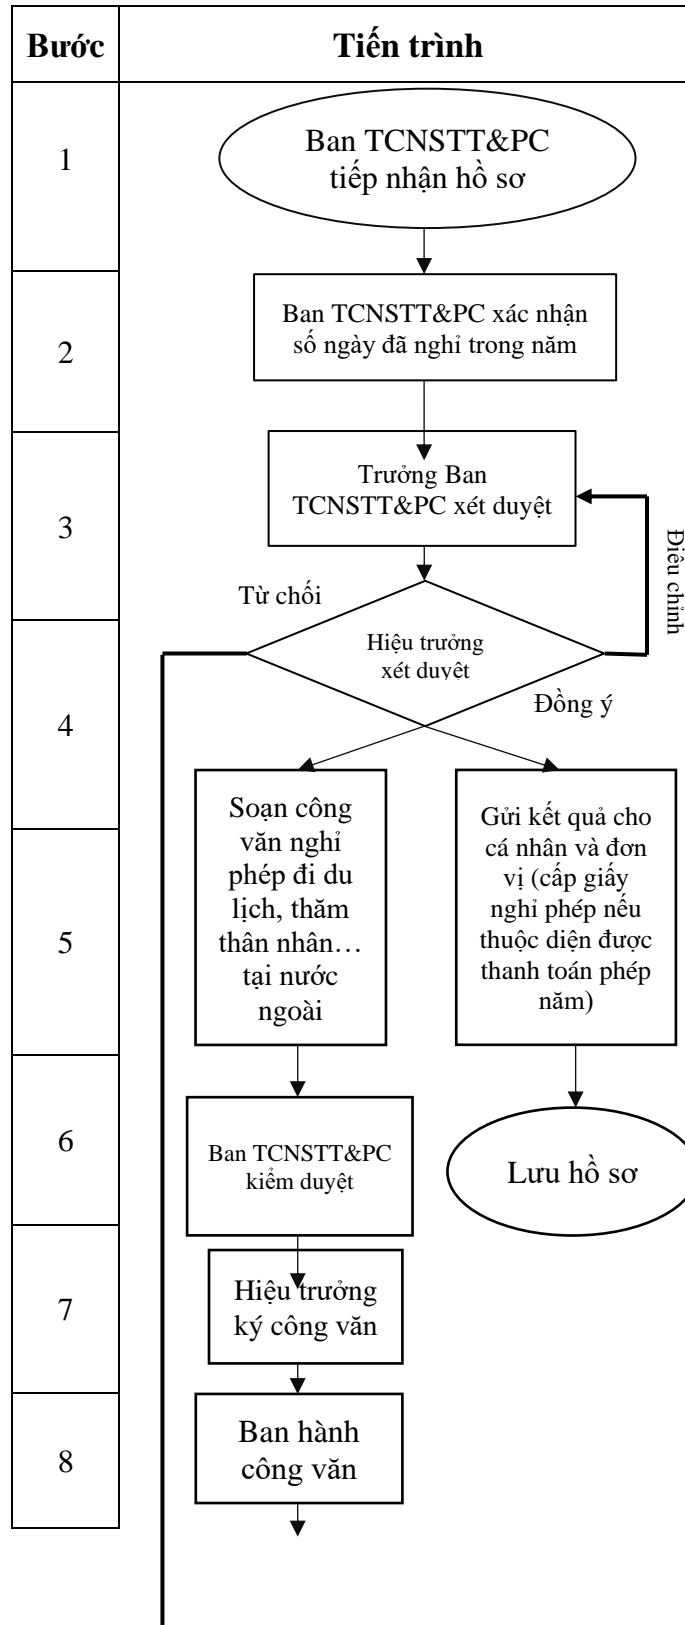 Bước
Tiến trình
1
Ban TCNSTT&PC
tiếp nhận hồ sơ
2
Ban TCNSTT&PC xác nhận
số ngày đã nghỉ trong năm
3
Trưởng Ban
TCNSTT&PC xét duyệt
Điều chỉnh
Từ chối
Hiệu trưởng
xét duyệt
4
Đồng ý
5
Soạn công
văn nghỉ
phép đi du
lịch, thăm
thân nhân…
tại nước
ngoài
Gửi kết quả cho
cá nhân và đơn
vị (cấp giấy
nghỉ phép nếu
thuộc diện được
thanh toán phép
năm)
6
Ban TCNSTT&PC
kiểm duyệt
Lưu hồ sơ
7
Hiệu trưởng
ký công văn
8
Ban hành
công văn